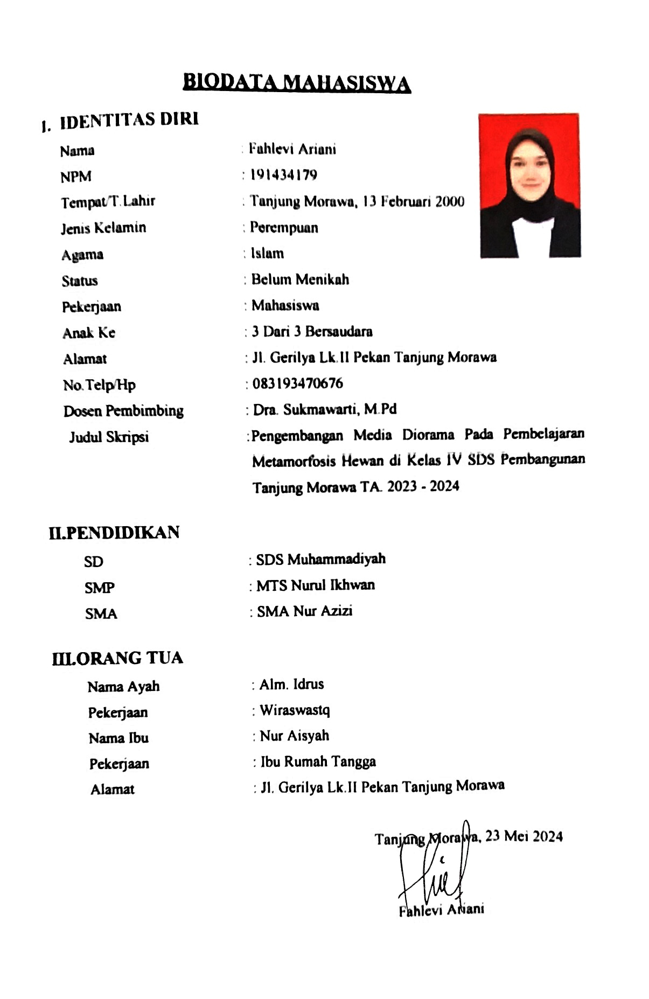 BIODATA MAHASISWA
I. IDENTITAS DIRI
Nama : Fahlevi Ariani
NPM : 191434179
Tempat/T.Lahir : Tanjung Morawa, 13 Februari 2000
Jenis Kelamin : Perempuan
Agama : Islam
Status : Belum Menikah
Pekerjaan : Mahasiswa
Anak Ke : 3 Dari 3 Bersaudara
Alamat : Jl. Gerilya Lk.II Pekan Tanjung Morawa
No.Telp/Hp : 083193470676
Dosen Pembimbing : Dra. Sukmawarti, M.Pd
Judul Skripsi :Pengembangan Media Diorama Pada Pembelajaran
Metamorfosis Hewan di Kelas IV SDS Pembangunan
Tanjung Morawa TA. 2023 - 2024
II.PENDIDIKAN
SD : SDS Muhammadiyah
SMP : MTS Nurul Ikhwan
SMA : SMA Nur Azizi
III.ORANG TUA
Nama Ayah : Alm. Idrus
Pekerjaan : Wiraswastq
Nama Ibu : Nur Aisyah
Pekerjaan : Ibu Rumah Tangga
Alamat : Jl. Gerilya Lk.II Pekan Tanjung Morawa
Tanjung Morawa, 23 Mei 2024
Fahlevi Ariani